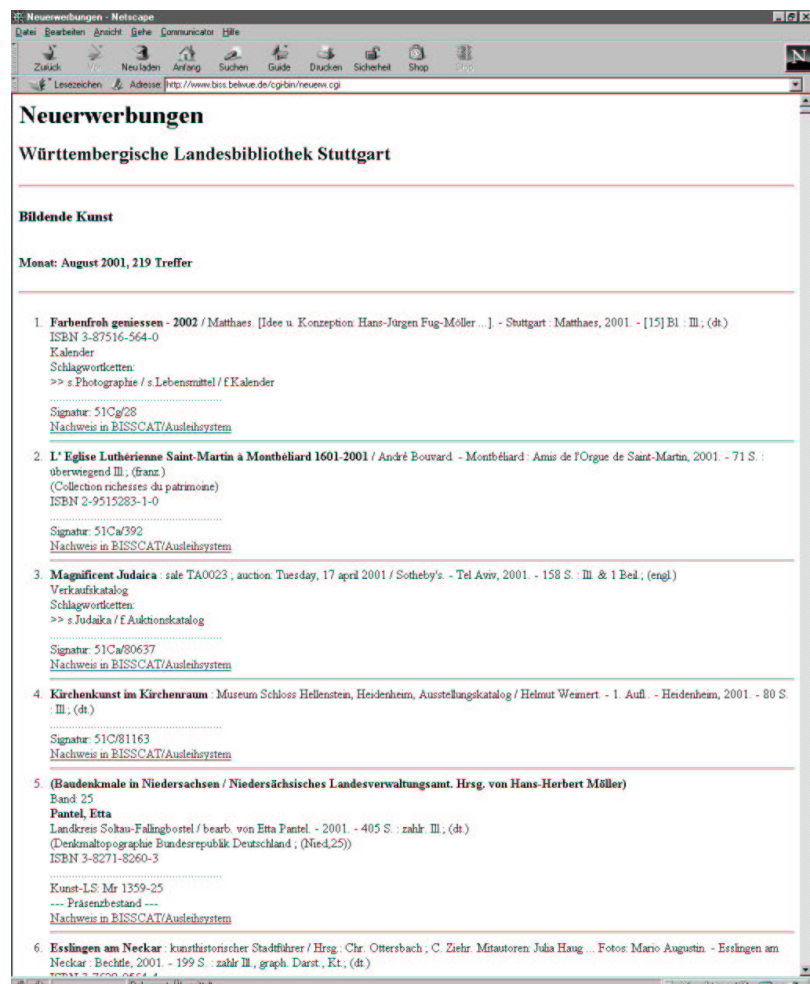 Neuerwerbungen - Netscape
Datei Bearbeiten Ansicht Gehe Communicator Hilfe
Zurück Vor Neu laden Anfang Suchen Guide Drucken Sicherheit Shop Stop
N
Lesezeichen Adresse: http://www.biss.belwue.de/cgi-bin/neuerw.cgi
Neuerwerbungen
Württembergische Landesbibliothek Stuttgart
Bildende Kunst
Monat: August 2001, 219 Treffer
1. Farbenfroh geniessen - 2002 / Matthaes. [Idee u. Konzeption: Hans-Jürgen Fug-Möller ...]. - Stuttgart : Matthaes, 2001. - [15] Bl. : Ill.; (dt.)
ISBN 3-87516-564-0
Kalender
Schlagwortketten:
>> s.Photographie / s.Lebensmittel / f.Kalender
Signatur: 51Cg/28
Nachweis in BISSCAT/Ausleihsystem
2. L' Eglise Luthérienne Saint-Martin à Montbéliard 1601-2001 / André Bouvard. - Montbéliard : Amis de l'Orgue de Saint-Martin, 2001. - 71 S. :
überwiegend Ill.; (franz.)
(Collection richesses du patrimoine)
ISBN 2-9515283-1-0
Signatur: 51Ca/392
Nachweis in BISSCAT/Ausleihsystem
3. Magnificent Judaica : sale TA0023 ; auction: Tuesday, 17 april 2001 / Sotheby's. - Tel Aviv, 2001. - 158 S. : Ill. & 1 Beil.; (engl.)
Verkaufskatalog
Schlagwortketten:
>> s.Judaika / f.Auktionskatalog
Signatur: 51Ca/80637
Nachweis in BISSCAT/Ausleihsystem
4. Kirchenkunst im Kirchenraum : Museum Schloss Hellenstein, Heidenheim, Ausstellungskatalog / Helmut Weimert. - 1. Aufl.. - Heidenheim, 2001. - 80 S.
: Ill.; (dt.)
Signatur: 51C/81163
Nachweis in BISSCAT/Ausleihsystem
5. (Baudenkmale in Niedersachsen / Niedersächsisches Landesverwaltungsamt. Hrsg. von Hans-Herbert Möller)
Band: 25
Pantel, Etta
Landkreis Soltau-Fallingbostel / bearb. von Etta Pantel. - 2001. - 405 S. : zahlr. Ill.; (dt.)
(Denkmaltopographie Bundesrepublik Deutschland ; (Nied,25))
ISBN 3-8271-8260-3
Kunst-LS: Mr 1359-25
--- Präsenzbestand ---
Nachweis in BISSCAT/Ausleihsystem
6. Esslingen am Neckar : kunsthistorischer Stadtführer / Hrsg.: Chr. Ottersbach ; C. Ziehr. Mitautoren: Julia Haug ... Fotos: Mario Augustin. - Esslingen am
Neckar : Bechtle, 2001. - 199 S. : zahlr. Ill., graph. Darst., Kt.; (dt.)